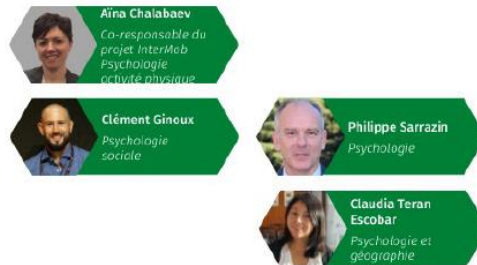 Aïna Chalabaev
Co-responsable du
projet InterMob
Psychologie
activité physique
Clément Ginoux
Psychologie
sociale
Philippe Sarrazin
Psychologie
Claudia Teran
Escobar
Psychologie et
géographie